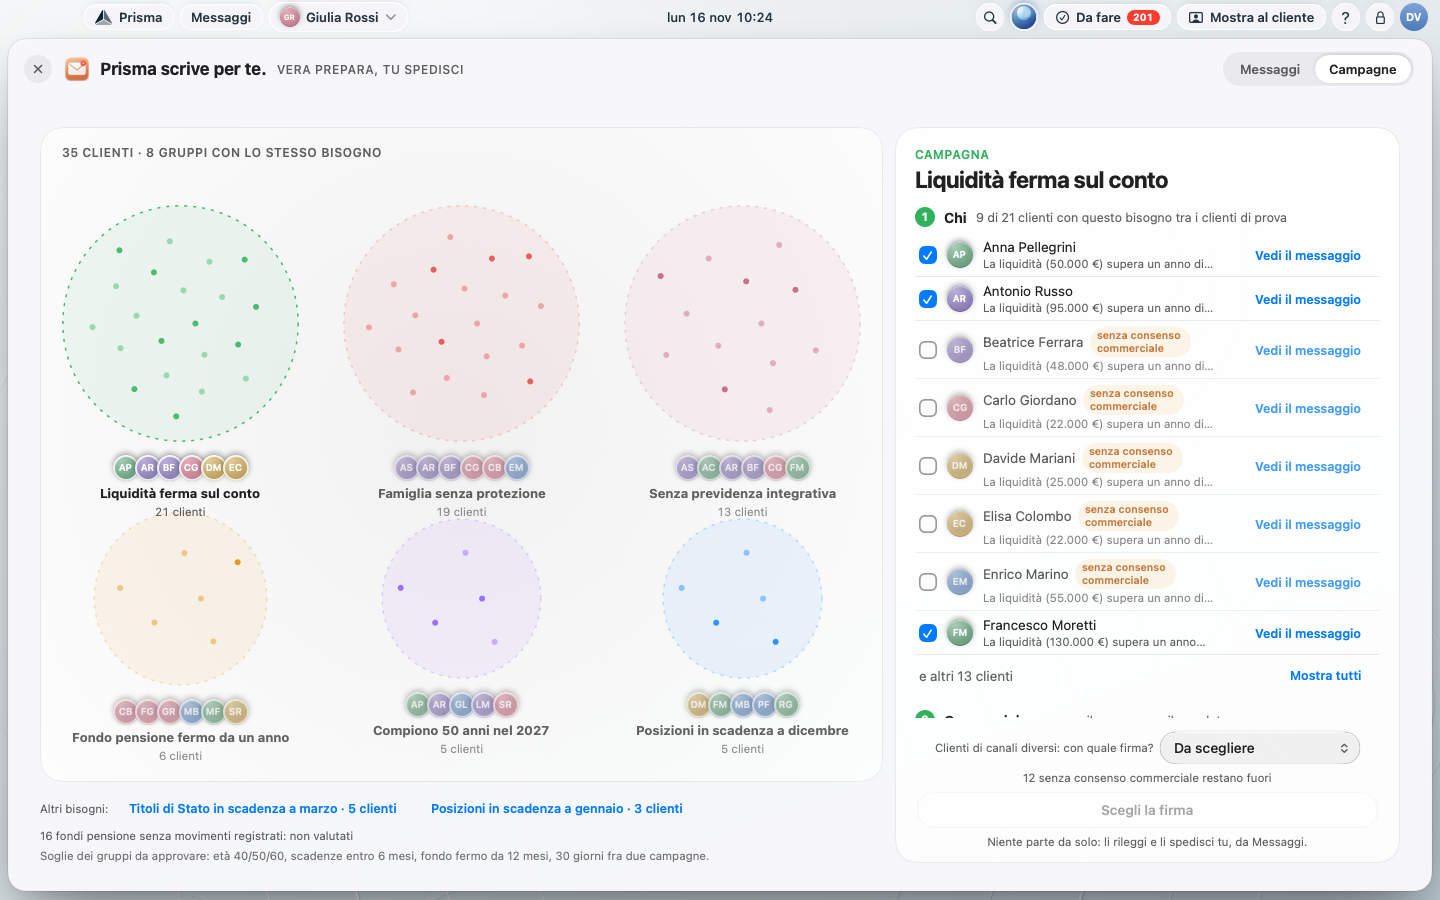 Prisma
Messaggi
GR Giulia Rossi
lun 16 nov 10:24
Da fare 201
Mostra al cliente
?
DV
Prisma scrive per te. VERA PREPARA, TU SPEDISCI
Messaggi Campagne
35 CLIENTI · 8 GRUPPI CON LO STESSO BISOGNO
AP AR BF CG DM EC
Liquidità ferma sul conto
21 clienti
AS AR BF CG CB EM
Famiglia senza protezione
19 clienti
AS AC AR BF CG FM
Senza previdenza integrativa
13 clienti
CB FG GR MB MF SR
Fondo pensione fermo da un anno
6 clienti
AP AR GL LM SR
Compiono 50 anni nel 2027
5 clienti
DM FM MB PF RG
Posizioni in scadenza a dicembre
5 clienti
Altri bisogni: Titoli di Stato in scadenza a marzo · 5 clienti Posizioni in scadenza a gennaio · 3 clienti
16 fondi pensione senza movimenti registrati: non valutati
Soglie dei gruppi da approvare: età 40/50/60, scadenze entro 6 mesi, fondo fermo da 12 mesi, 30 giorni fra due campagne.
CAMPAGNA
Liquidità ferma sul conto
1 Chi 9 di 21 clienti con questo bisogno tra i clienti di prova
AP Anna Pellegrini
La liquidità (50.000 €) supera un anno di...
Vedi il messaggio
AR Antonio Russo
La liquidità (95.000 €) supera un anno di...
Vedi il messaggio
BF Beatrice Ferrara senza consenso commerciale
La liquidità (48.000 €) supera un anno di...
Vedi il messaggio
CG Carlo Giordano senza consenso commerciale
La liquidità (22.000 €) supera un anno di...
Vedi il messaggio
DM Davide Mariani senza consenso commerciale
La liquidità (25.000 €) supera un anno di...
Vedi il messaggio
EC Elisa Colombo senza consenso commerciale
La liquidità (22.000 €) supera un anno di...
Vedi il messaggio
EM Enrico Marino senza consenso commerciale
La liquidità (55.000 €) supera un anno di...
Vedi il messaggio
FM Francesco Moretti
La liquidità (130.000 €) supera un anno...
Vedi il messaggio
e altri 13 clienti Mostra tutti
Clienti di canali diversi: con quale firma? Da scegliere
12 senza consenso commerciale restano fuori
Scegli la firma
Niente parte da solo: li rileggi e li spedisci tu, da Messaggi.